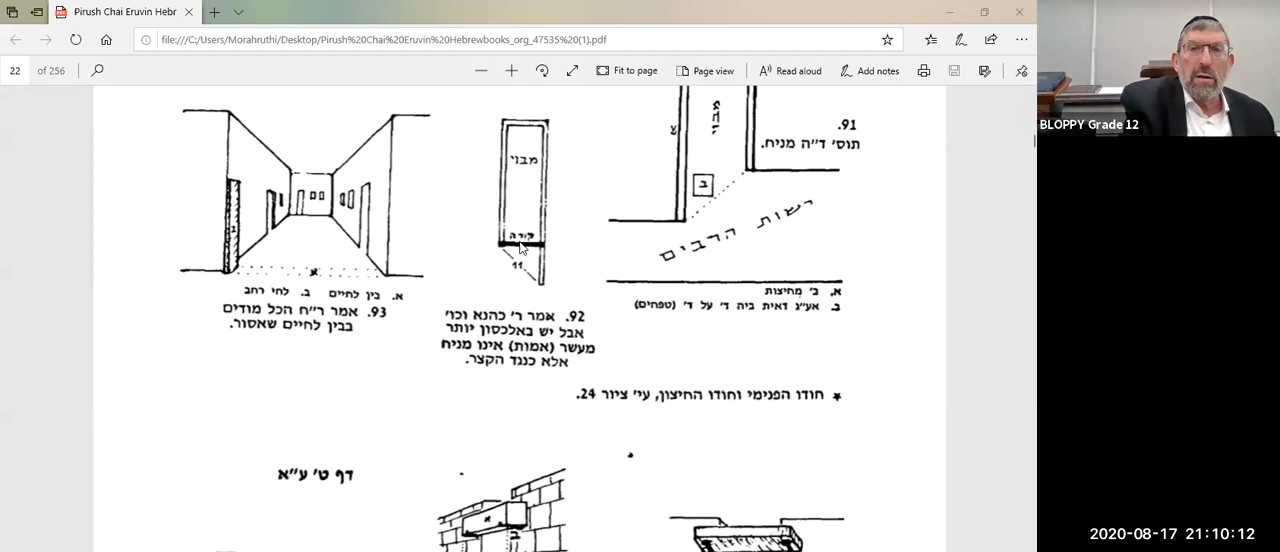 Pirush Chai Eruvin Hebr
file:///C:/Users/Morahruthi/Desktop/Pirush%20Chai%20Eruvin%20Hebrewbooks_org_47535%20(1).pdf
22 of 256
Fit to page
Page view
Read aloud
Add notes
BLOPPY Grade 12
91.
תוס' ד"ה מניח.
מבוי
ב
רשות הרבים
א, ב' מחיצות
ב. אע"נ דאית ביה ד' על ד' (טפחים)
מבוי
קורה
11
92. אמר ר' כהנא וכו'
אבל יש באלכסון יותר
מעשר (אמות) אינו מניח
אלא כנגד הקצר.
א
א. בין לחיים ב. לחי רחב
93. אמר ר"ח הכל מודים
בבין לחיים שאסור.
* חודו הפנימי וחודו החיצון, עי' ציור 24.
דף ט' ע"א
א
ב
2020-08-17 21:10:12